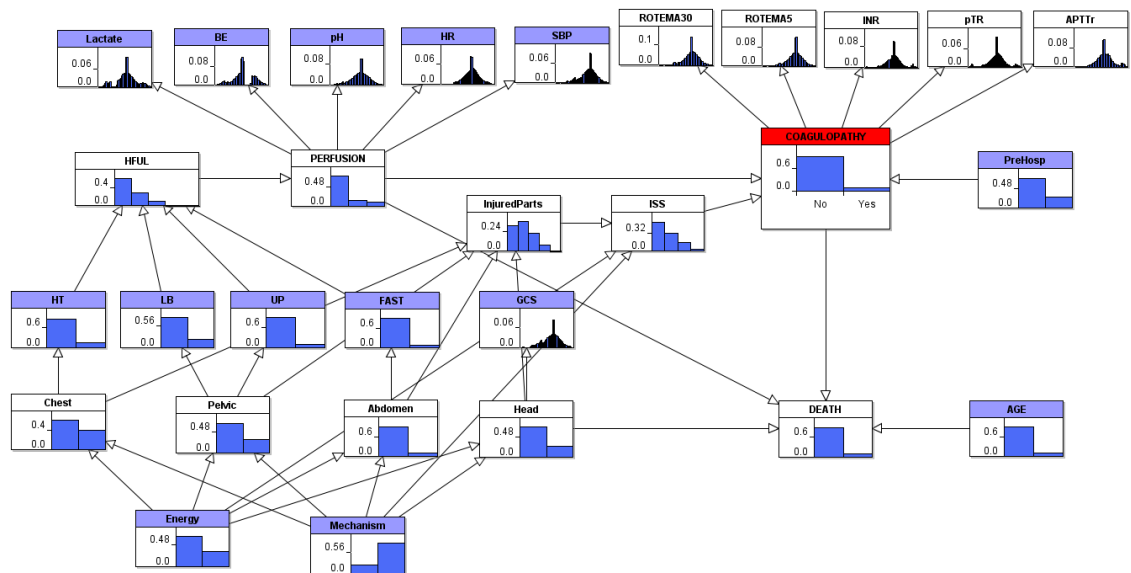 ROTEMA30 ROTEMA5 INR pTR APTTr
Lactate BE pH HR SBP
0.1 0.08 0.08 0.06 0.08
0.06 0.08 0.08 0.06 0.06
0.0 0.0 0.0 0.0 0.0
0.0 0.0 0.0 0.0 0.0
COAGULOPATHY
0.6
0.0
No Yes
HFUL PERFUSION PreHosp
0.4 0.48 0.48
0.0 0.0 0.0
InjuredParts ISS
0.24 0.32
0.0 0.0
HT LB UP FAST GCS
0.6 0.56 0.6 0.6 0.06
0.0 0.0 0.0 0.0 0.0
Chest Pelvic Abdomen Head DEATH AGE
0.4 0.48 0.6 0.48 0.6 0.6
0.0 0.0 0.0 0.0 0.0 0.0
Energy Mechanism
0.48 0.56
0.0 0.0